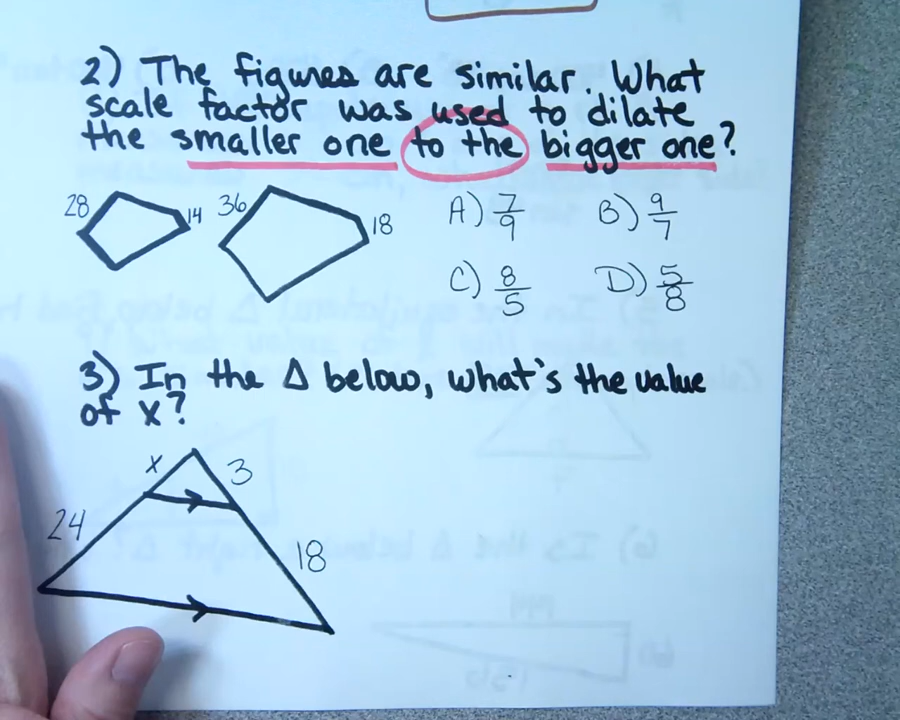 2) The figures are similar. What
scale factor was used to dilate
the smaller one to the bigger one?
28 14 36 18 A) 7/9 B) 9/7
C) 8/5 D) 5/8
3) In the Δ below, what's the value
of x?
x 3
24 18